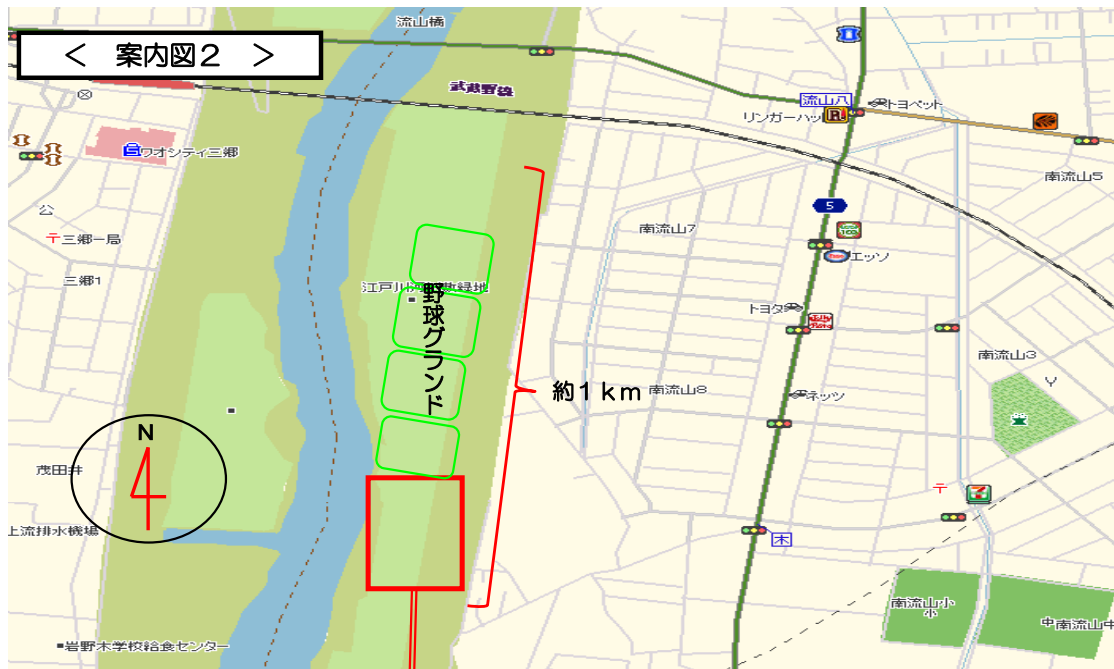 流山橋
< 案内図2 >
武蔵野線
流山八
トヨペット
リンガーハッ
ワオシティ三郷
南流山5
公
三郷一局
5
南流山7
三郷1
エッソ
江戸川河川敷緑地
野球グランド
トヨタ
南流山3
約1km
南流山8
ネッツ
N
茂田井
上流排水機場
木
南流山小
小
中南流山中
岩野木学校給食センター